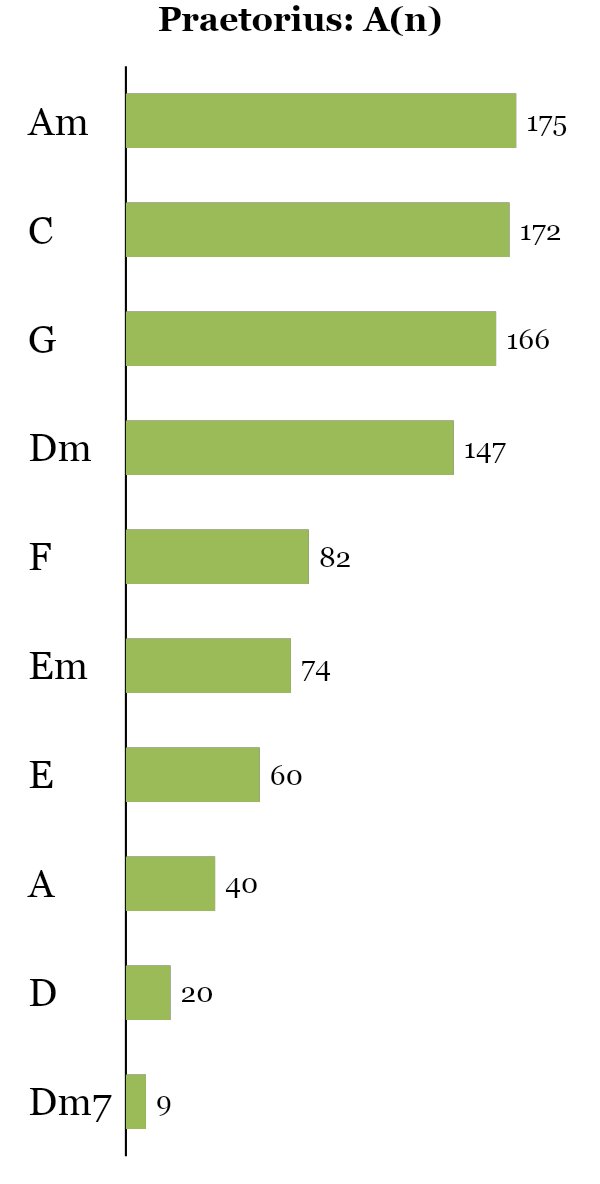 Praetorius: A(n)
Am 175
C 172
G 166
Dm 147
F 82
Em 74
E 60
A 40
D 20
Dm7 9